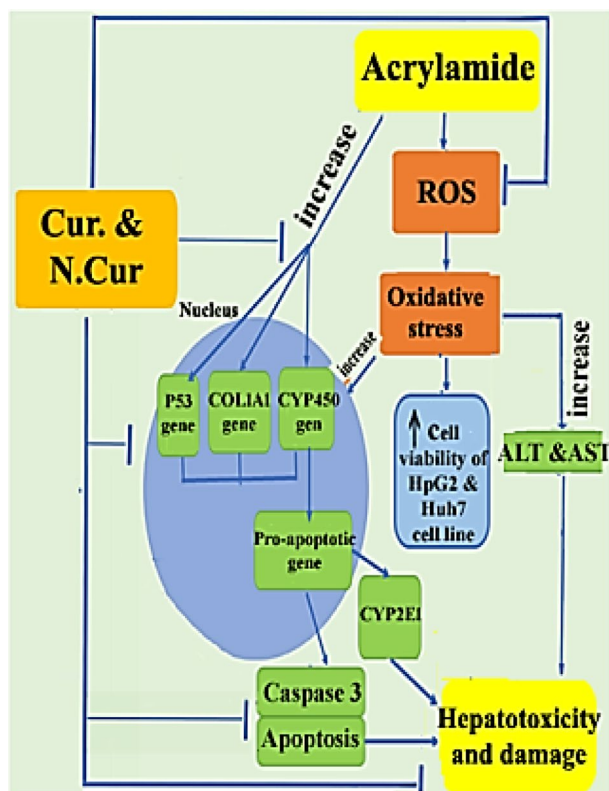 Acrylamide
increase
ROS
Cur. &
N.Cur
Oxidative
stress
Nucleus
increase
increase
P53
gene
COL1A1
gene
CYP450
gen
↑ Cell
viability of
HpG2 &
Huh7
cell line
ALT &AST
Pro-apoptotic
gene
CYP2E1
Caspase 3
Apoptosis
Hepatotoxicity
and damage